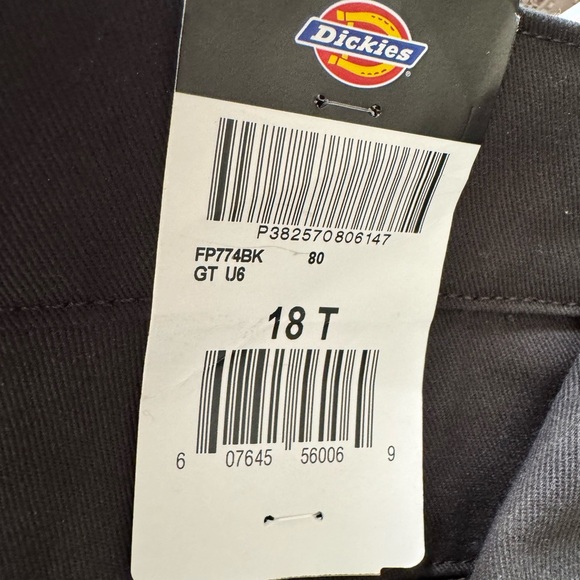 Dickies
P382570806147
FP774BK 80
GT U6
18 T
6 07645 56006 9